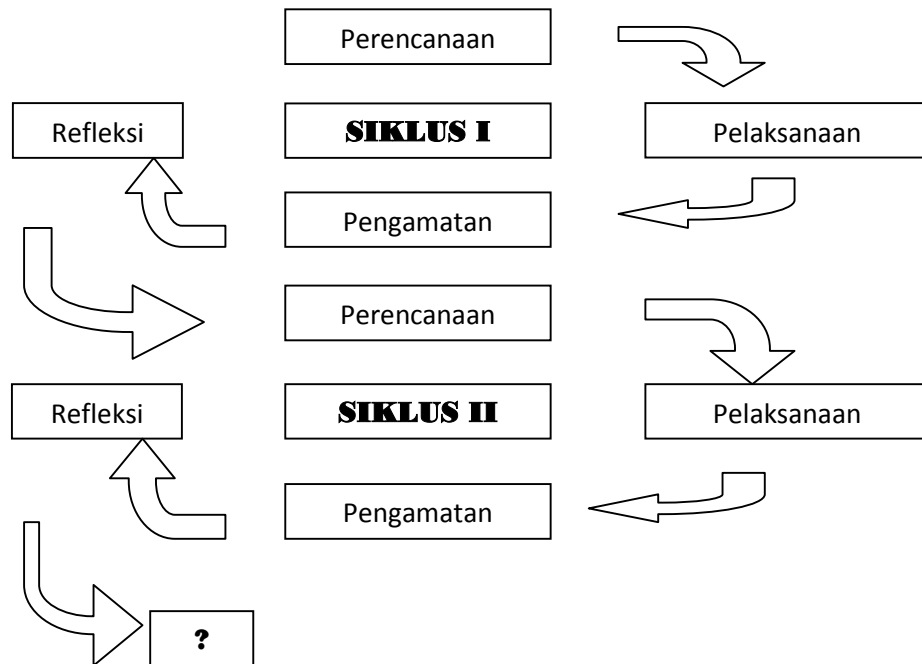 Perencanaan
Refleksi
SIKLUS I
Pelaksanaan
Pengamatan
Perencanaan
Refleksi
SIKLUS II
Pelaksanaan
Pengamatan
?